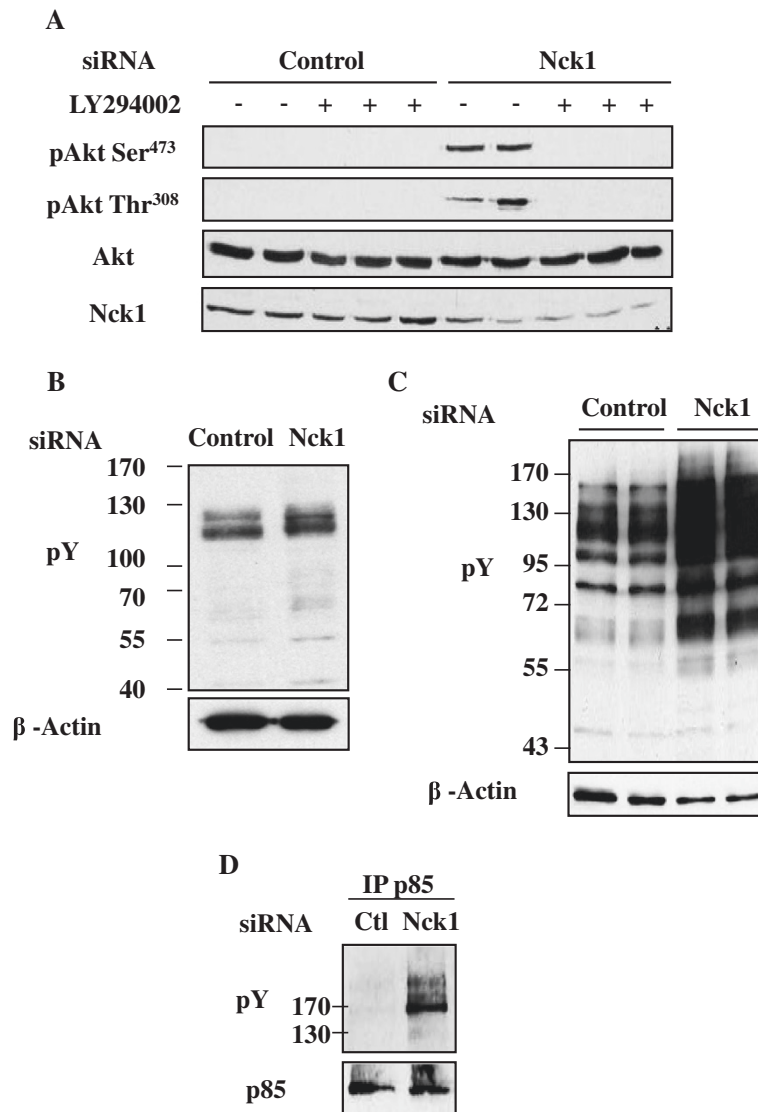 A
siRNA Control Nck1
LY294002 - - + + + - - + + +
pAkt Ser473
pAkt Thr308
Akt
Nck1
B
siRNA Control Nck1
170
130
pY
100
70
55
40
β -Actin
C
siRNA Control Nck1
170
130
pY 95
72
55
43
β -Actin
D
IP p85
siRNA Ctl Nck1
pY 170
130
p85